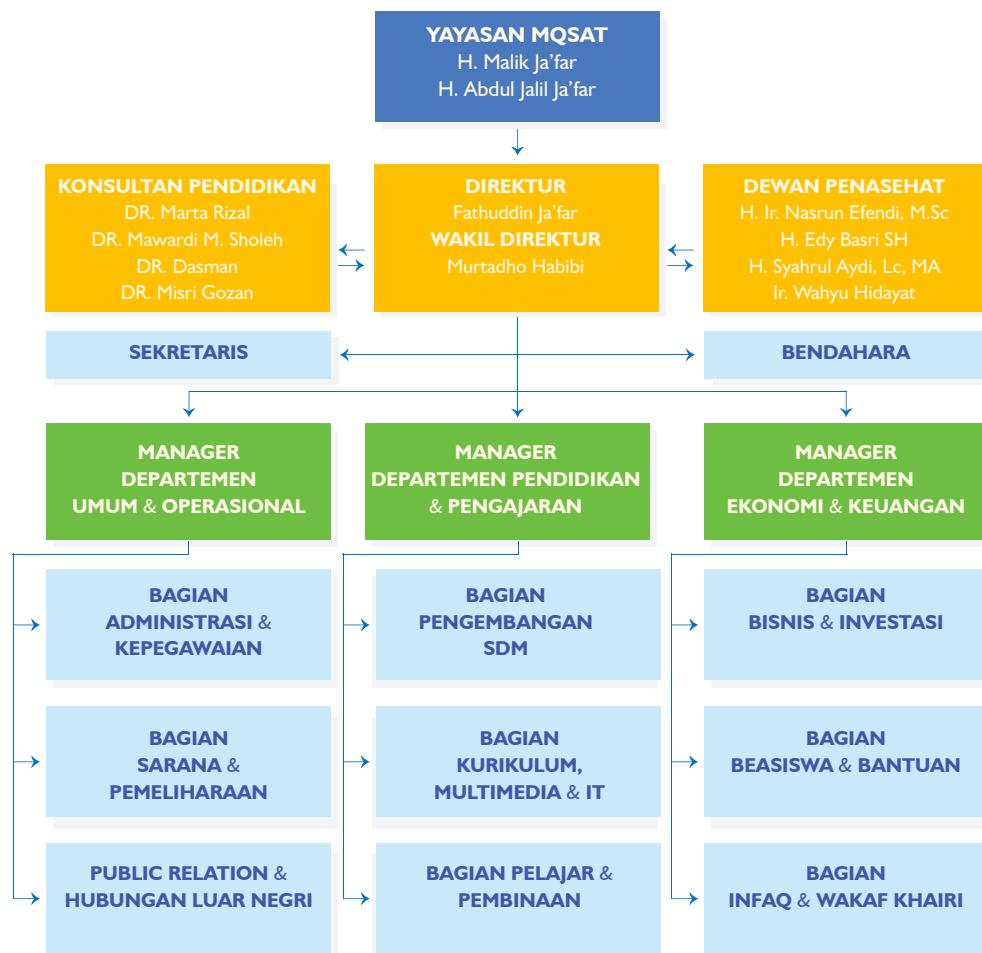 YAYASAN MQSAT
H. Malik Ja’far
H. Abdul Jalil Ja’far
KONSULTAN PENDIDIKAN
DR. Marta Rizal
DR. Mawardi M. Sholeh
DR. Dasman
DR. Misri Gozan
DIREKTUR
Fathuddin Ja’far
WAKIL DIREKTUR
Murtadho Habibi
DEWAN PENASEHAT
H. Ir. Nasrun Efendi, M.Sc
H. Edy Basri SH
H. Syahrul Aydi, Lc, MA
Ir. Wahyu Hidayat
SEKRETARIS
BENDAHARA
MANAGER
DEPARTEMEN
UMUM & OPERASIONAL
MANAGER
DEPARTEMEN PENDIDIKAN
& PENGAJARAN
MANAGER
DEPARTEMEN
EKONOMI & KEUANGAN
BAGIAN
ADMINISTRASI &
KEPEGAWAIAN
BAGIAN
PENGEMBANGAN
SDM
BAGIAN
BISNIS & INVESTASI
BAGIAN
SARANA &
PEMELIHARAAN
BAGIAN
KURIKULUM,
MULTIMEDIA & IT
BAGIAN
BEASISWA & BANTUAN
PUBLIC RELATION &
HUBUNGAN LUAR NEGRI
BAGIAN PELAJAR &
PEMBINAAN
BAGIAN
INFAQ & WAKAF KHAIRI